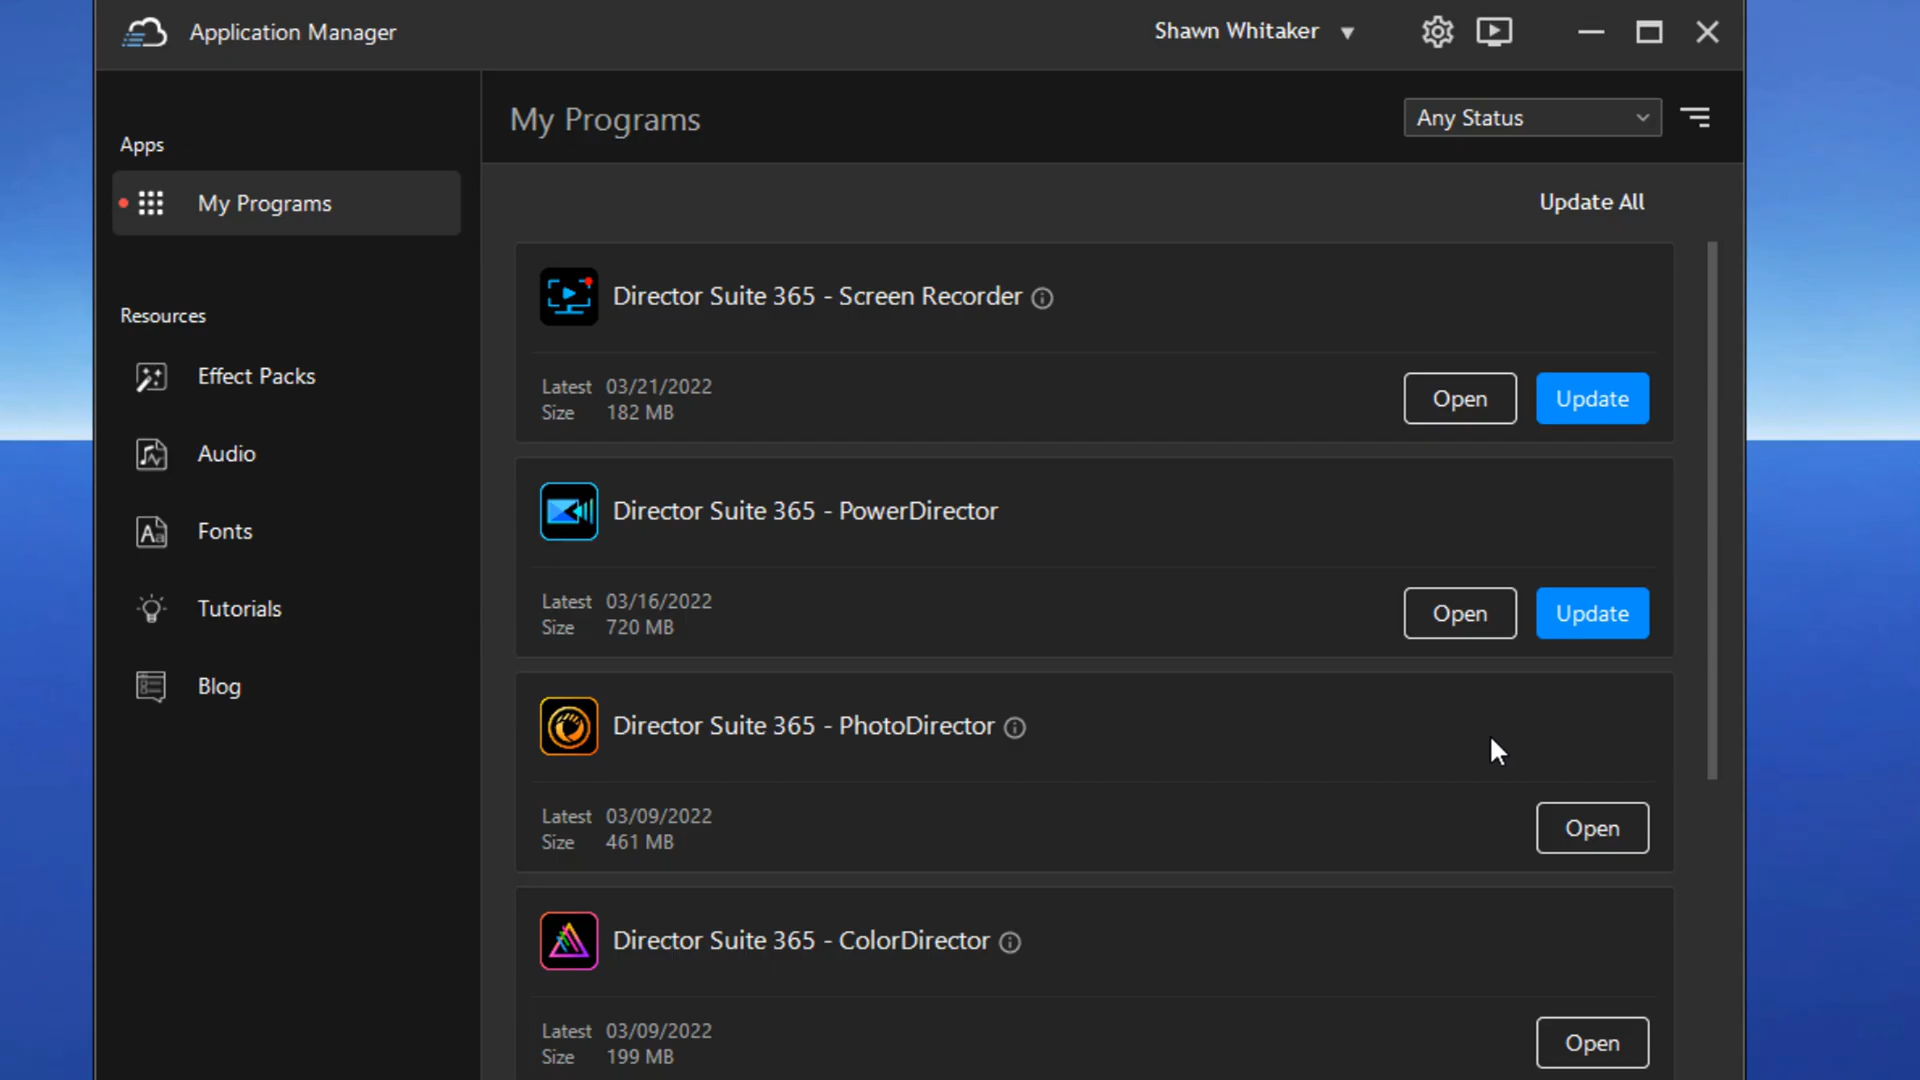 Application Manager
Shawn Whitaker
Apps
My Programs
Resources
Effect Packs
Audio
Fonts
Tutorials
Blog
My Programs
Any Status
Update All
Director Suite 365 - Screen Recorder
Latest 03/21/2022
Size 182 MB
Open Update
Director Suite 365 - PowerDirector
Latest 03/16/2022
Size 720 MB
Open Update
Director Suite 365 - PhotoDirector
Latest 03/09/2022
Size 461 MB
Open
Director Suite 365 - ColorDirector
Latest 03/09/2022
Size 199 MB
Open